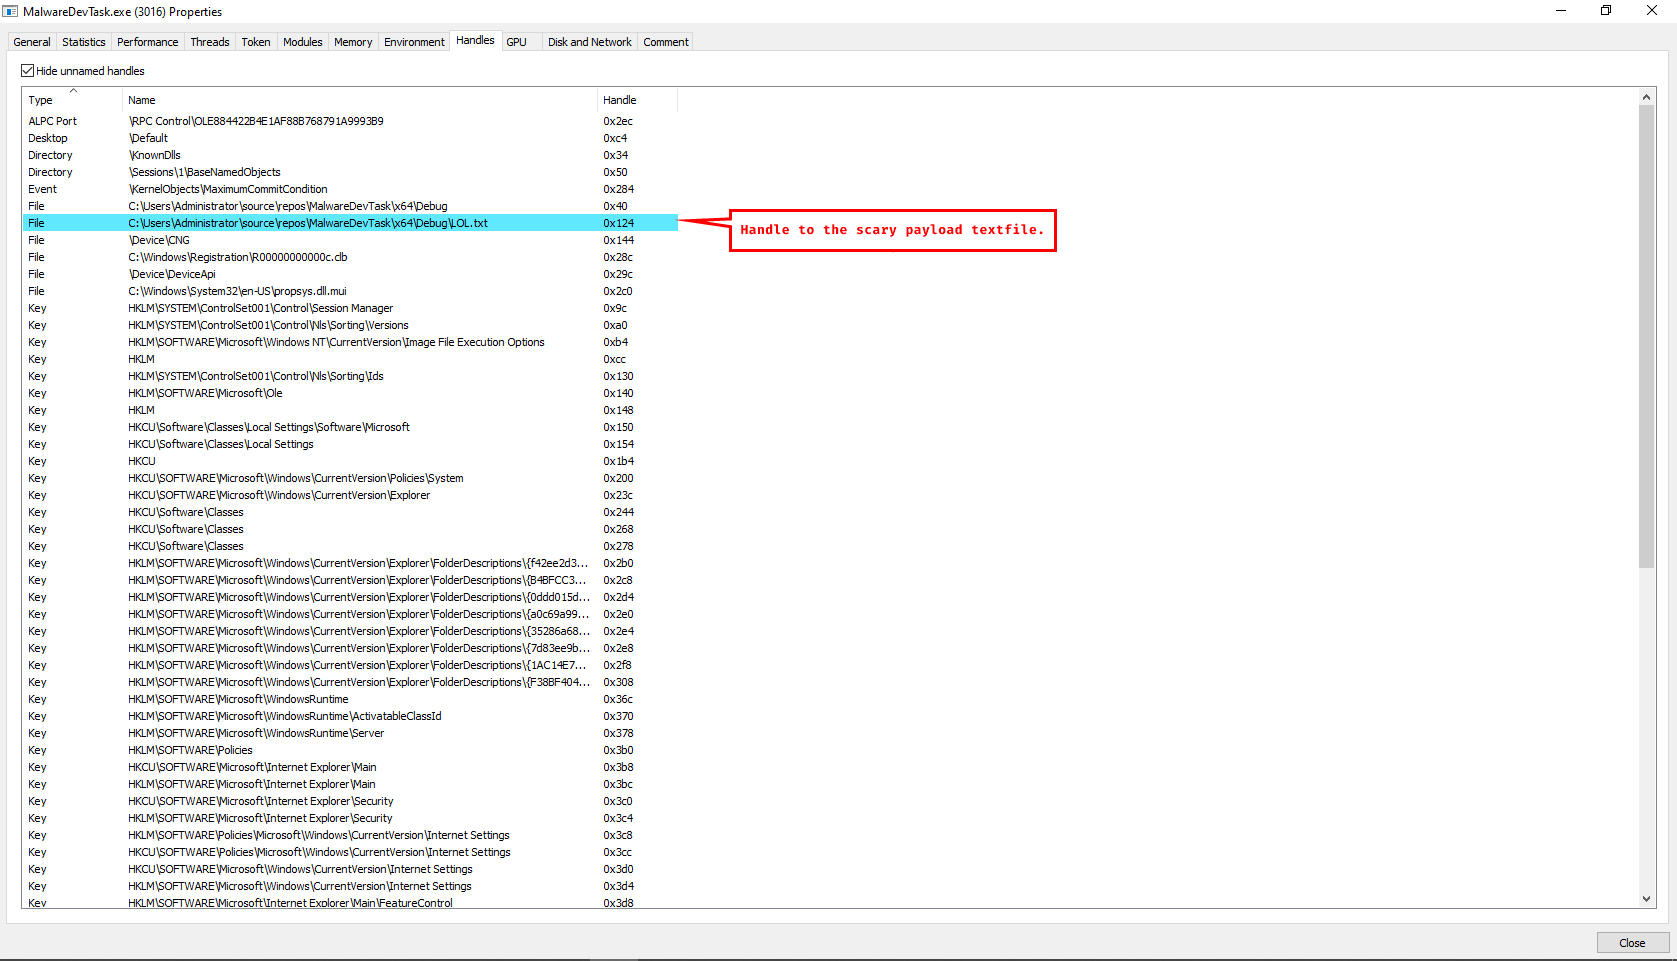 MalwareDevTask.exe (3016) Properties
General Statistics Performance Threads Token Modules Memory Environment Handles GPU Disk and Network Comment
Hide unnamed handles
Type Name Handle
ALPC Port \RPC Control\OLE884422B4E1AF88B768791A9993B9 0x2ec
Desktop \Default 0xc4
Directory \KnownDlls 0x34
Directory \Sessions\1\BaseNamedObjects 0x50
Event \KernelObjects\MaximumCommitCondition 0x284
File C:\Users\Administrator\source\repos\MalwareDevTask\x64\Debug 0x40
File C:\Users\Administrator\source\repos\MalwareDevTask\x64\Debug\LOL.txt 0x124
Handle to the scary payload textfile.
File \Device\CNG 0x144
File C:\Windows\Registration\R00000000000c.clb 0x28c
File \Device\DeviceApi 0x29c
File C:\Windows\System32\en-US\propsys.dll.mui 0x2c0
Key HKLM\SYSTEM\ControlSet001\Control\Session Manager 0x9c
Key HKLM\SYSTEM\ControlSet001\Control\Nls\Sorting\Versions 0xa0
Key HKLM\SOFTWARE\Microsoft\Windows NT\CurrentVersion\Image File Execution Options 0xb4
Key HKLM 0xcc
Key HKLM\SYSTEM\ControlSet001\Control\Nls\Sorting\Ids 0x130
Key HKLM\SOFTWARE\Microsoft\Ole 0x140
Key HKLM 0x148
Key HKCU\Software\Classes\Local Settings\Software\Microsoft 0x150
Key HKCU\Software\Classes\Local Settings 0x154
Key HKCU 0x1b4
Key HKCU\SOFTWARE\Microsoft\Windows\CurrentVersion\Policies\System 0x200
Key HKCU\SOFTWARE\Microsoft\Windows\CurrentVersion\Explorer 0x23c
Key HKCU\Software\Classes 0x244
Key HKCU\Software\Classes 0x268
Key HKCU\Software\Classes 0x278
Key HKLM\SOFTWARE\Microsoft\Windows\CurrentVersion\Explorer\FolderDescriptions\{f42ee2d3... 0x2b0
Key HKLM\SOFTWARE\Microsoft\Windows\CurrentVersion\Explorer\FolderDescriptions\{B4BFCC3... 0x2c8
Key HKLM\SOFTWARE\Microsoft\Windows\CurrentVersion\Explorer\FolderDescriptions\{0ddd015d... 0x2d4
Key HKLM\SOFTWARE\Microsoft\Windows\CurrentVersion\Explorer\FolderDescriptions\{a0c69a99... 0x2e0
Key HKLM\SOFTWARE\Microsoft\Windows\CurrentVersion\Explorer\FolderDescriptions\{35286a68... 0x2e4
Key HKLM\SOFTWARE\Microsoft\Windows\CurrentVersion\Explorer\FolderDescriptions\{7d83ee9b... 0x2e8
Key HKLM\SOFTWARE\Microsoft\Windows\CurrentVersion\Explorer\FolderDescriptions\{1AC14E7... 0x2f8
Key HKLM\SOFTWARE\Microsoft\Windows\CurrentVersion\Explorer\FolderDescriptions\{F38BF404... 0x308
Key HKLM\SOFTWARE\Microsoft\WindowsRuntime 0x36c
Key HKLM\SOFTWARE\Microsoft\WindowsRuntime\ActivatableClassId 0x370
Key HKLM\SOFTWARE\Microsoft\WindowsRuntime\Server 0x378
Key HKLM\SOFTWARE\Policies 0x3b0
Key HKCU\SOFTWARE\Microsoft\Internet Explorer\Main 0x3b8
Key HKLM\SOFTWARE\Microsoft\Internet Explorer\Main 0x3bc
Key HKCU\SOFTWARE\Microsoft\Internet Explorer\Security 0x3c0
Key HKLM\SOFTWARE\Microsoft\Internet Explorer\Security 0x3c4
Key HKLM\SOFTWARE\Policies\Microsoft\Windows\CurrentVersion\Internet Settings 0x3c8
Key HKCU\SOFTWARE\Policies\Microsoft\Windows\CurrentVersion\Internet Settings 0x3cc
Key HKCU\SOFTWARE\Microsoft\Windows\CurrentVersion\Internet Settings 0x3d0
Key HKLM\SOFTWARE\Microsoft\Windows\CurrentVersion\Internet Settings 0x3d4
Key HKLM\SOFTWARE\Microsoft\Internet Explorer\Main\FeatureControl 0x3d8
Close